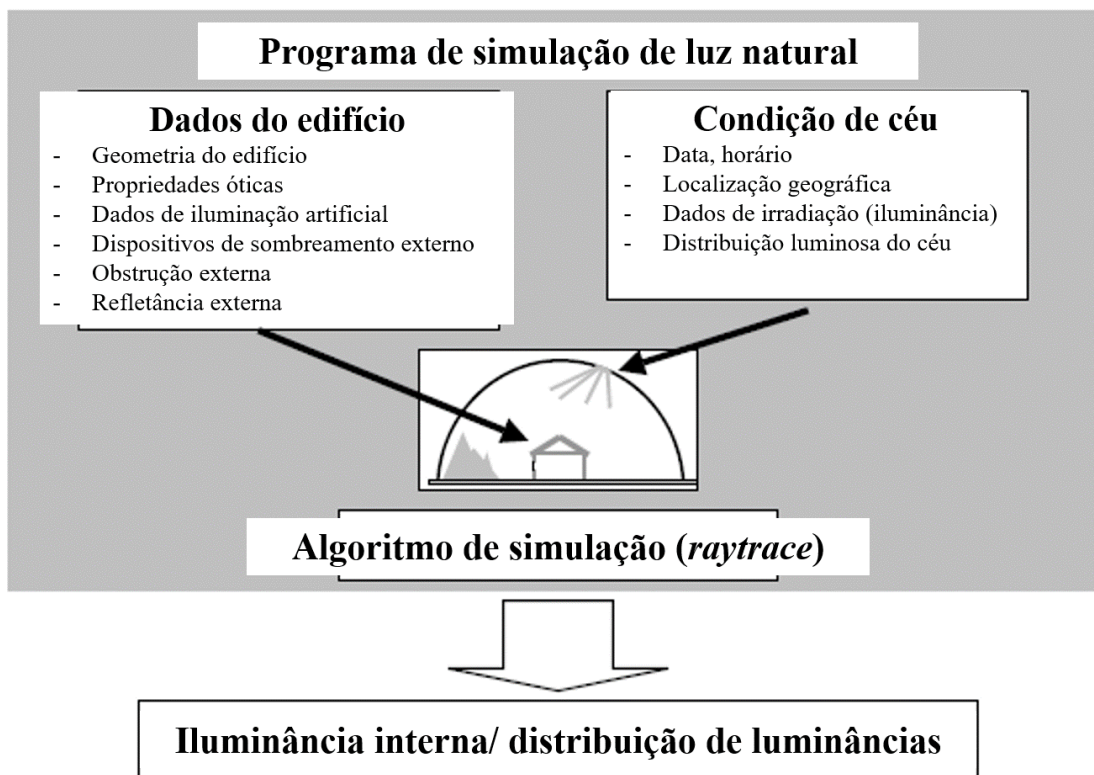 Programa de simulação de luz natural
Dados do edifício
- Geometria do edifício
- Propriedades óticas
- Dados de iluminação artificial
- Dispositivos de sombreamento externo
- Obstrução externa
- Refletância externa
Condição de céu
- Data, horário
- Localização geográfica
- Dados de irradiação (iluminância)
- Distribuição luminosa do céu
Algoritmo de simulação (raytrace)
Iluminância interna/ distribuição de luminâncias